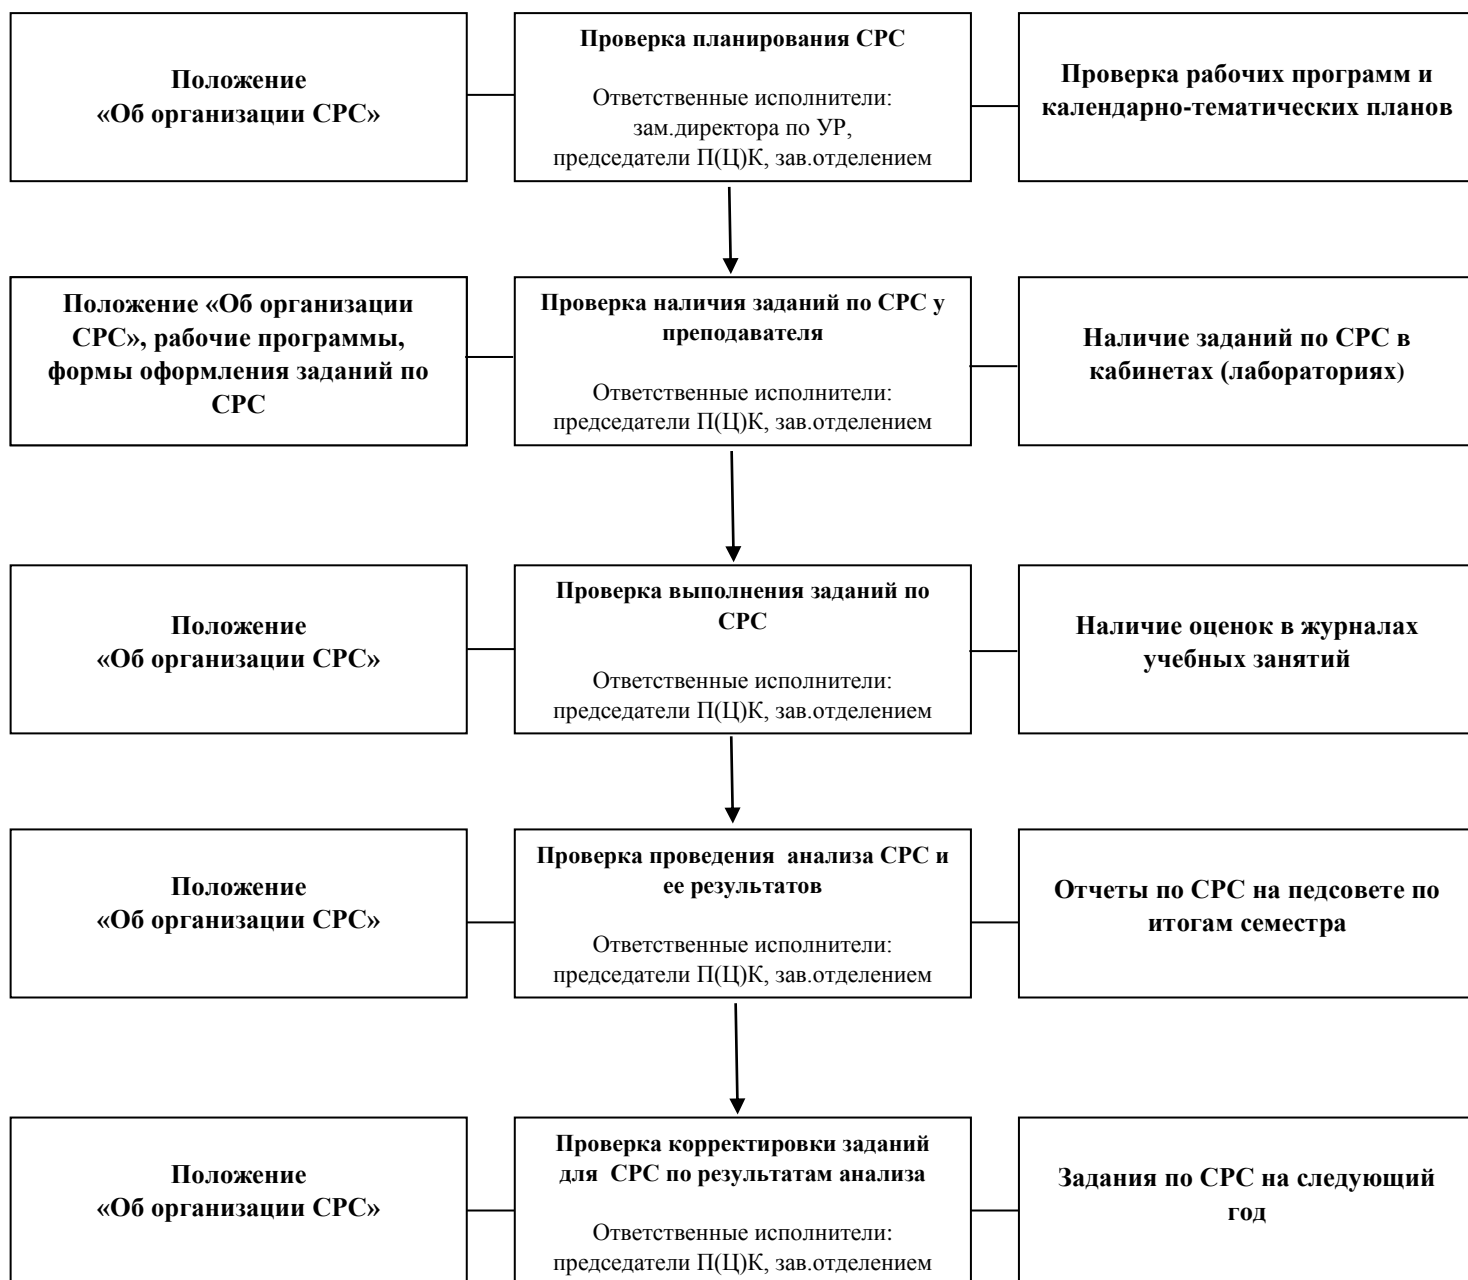 Положение
«Об организации СРС»
Проверка планирования СРС
Ответственные исполнители:
зам.директора по УР,
председатели П(Ц)К, зав.отделением
Проверка рабочих программ и
календарно-тематических планов
Положение «Об организации
СРС», рабочие программы,
формы оформления заданий по
СРС
Проверка наличия заданий по СРС у
преподавателя
Ответственные исполнители:
председатели П(Ц)К, зав.отделением
Наличие заданий по СРС в
кабинетах (лабораториях)
Положение
«Об организации СРС»
Проверка выполнения заданий по
СРС
Ответственные исполнители:
председатели П(Ц)К, зав.отделением
Наличие оценок в журналах
учебных занятий
Положение
«Об организации СРС»
Проверка проведения  анализа СРС и
ее результатов
Ответственные исполнители:
председатели П(Ц)К, зав.отделением
Отчеты по СРС на педсовете по
итогам семестра
Положение
«Об организации СРС»
Проверка корректировки заданий
для  СРС по результатам анализа
Ответственные исполнители:
председатели П(Ц)К, зав.отделением
Задания по СРС на следующий
год